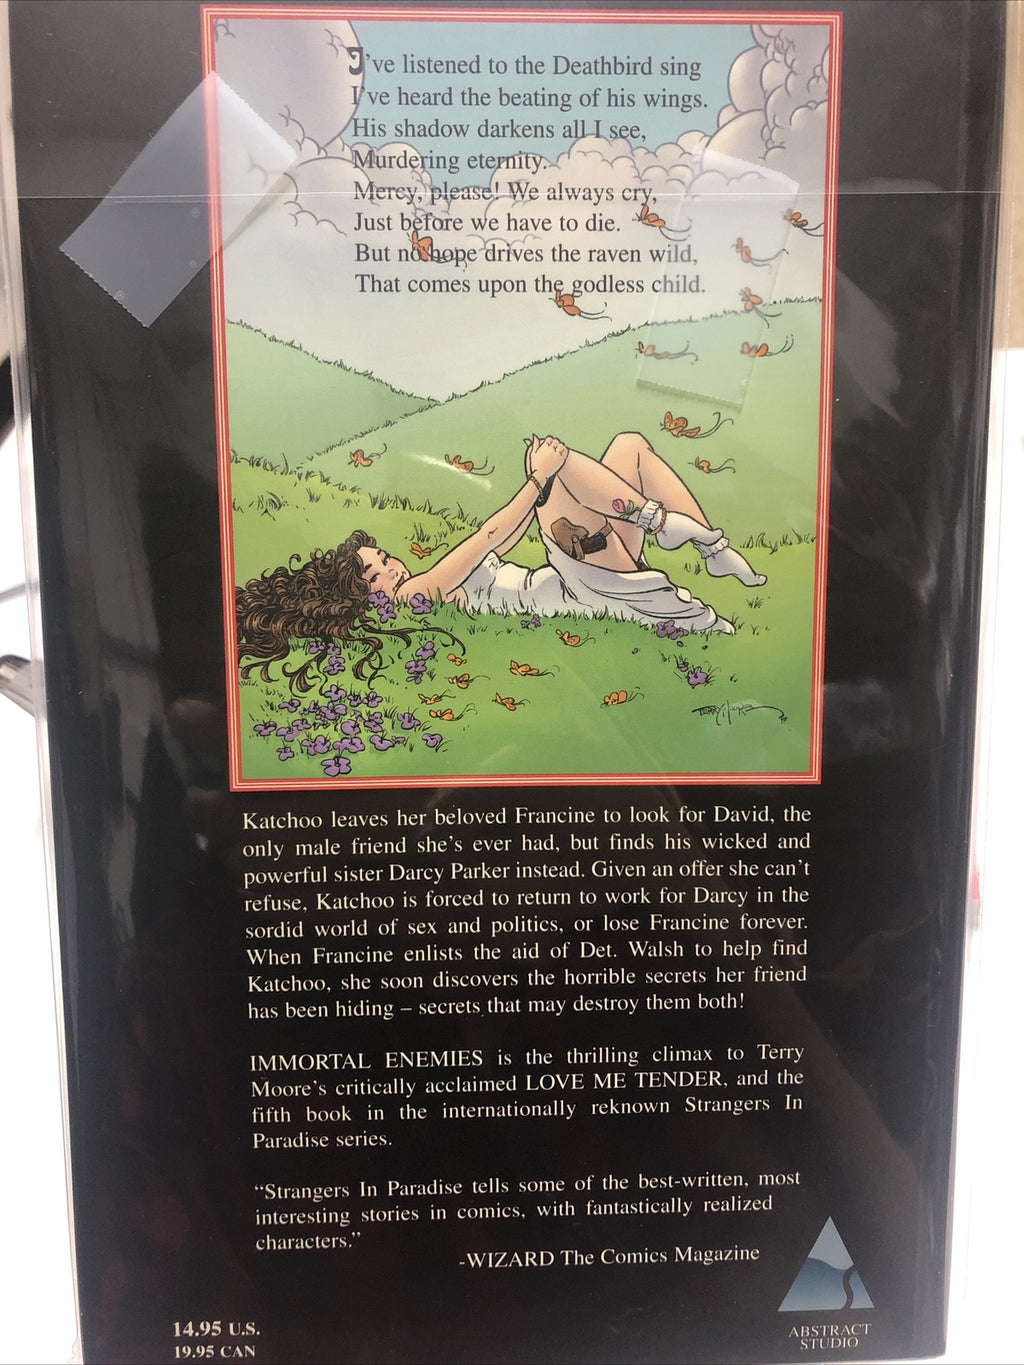 I've listened to the Deathbird sing
I've heard the beating of his wings.
His shadow darkens all I see,
Murdering eternity.
Mercy, please! We always cry,
Just before we have to die.
But no hope drives the raven wild,
That comes upon the godless child.
TERRY MOORE
Katchoo leaves her beloved Francine to look for David, the
only male friend she's ever had, but finds his wicked and
powerful sister Darcy Parker instead. Given an offer she can't
refuse, Katchoo is forced to return to work for Darcy in the
sordid world of sex and politics, or lose Francine forever.
When Francine enlists the aid of Det. Walsh to help find
Katchoo, she soon discovers the horrible secrets her friend
has been hiding – secrets that may destroy them both!
IMMORTAL ENEMIES is the thrilling climax to Terry
Moore's critically acclaimed LOVE ME TENDER, and the
fifth book in the internationally reknown Strangers In
Paradise series.
"Strangers In Paradise tells some of the best-written, most
interesting stories in comics, with fantastically realized
characters."
-WIZARD The Comics Magazine
14.95 U.S.
19.95 CAN
ABSTRACT
STUDIO